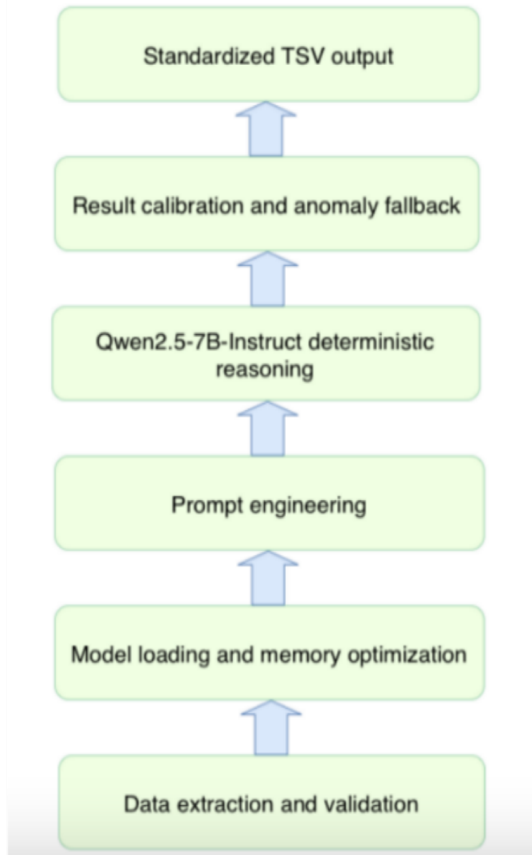 Standardized TSV output
Result calibration and anomaly fallback
Qwen2.5-7B-Instruct deterministic
reasoning
Prompt engineering
Model loading and memory optimization
Data extraction and validation